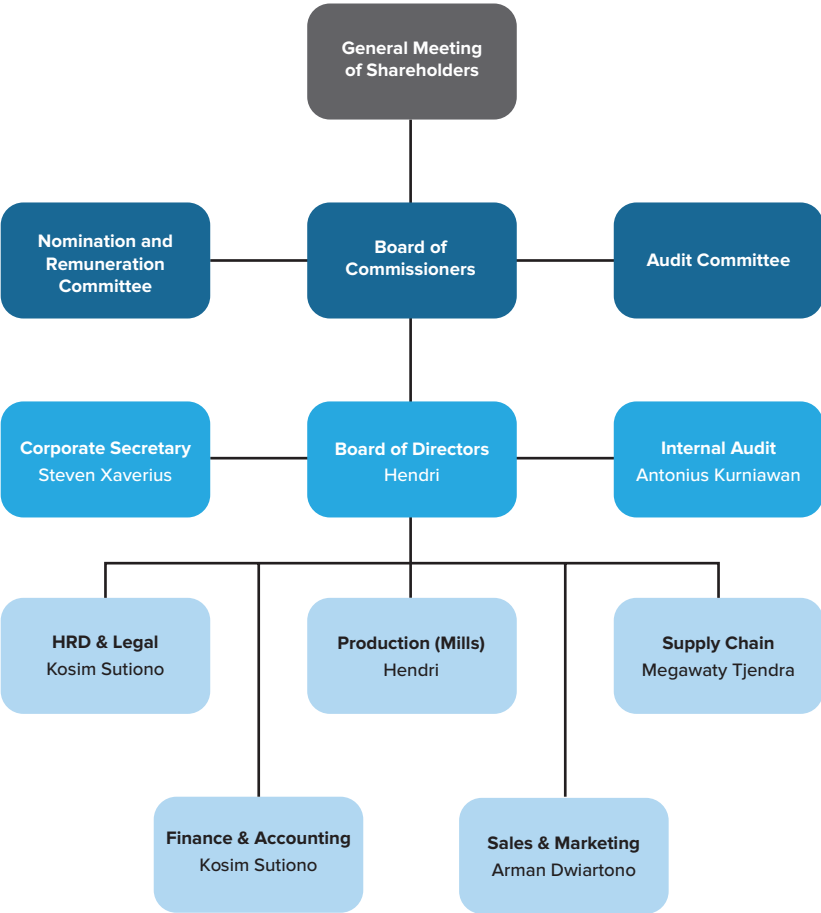 General Meeting
of Shareholders
Nomination and
Remuneration
Committee
Board of
Commissioners
Audit Committee
Corporate Secretary
Steven Xaverius
Board of Directors
Hendri
Internal Audit
Antonius Kurniawan
HRD & Legal
Kosim Sutiono
Production (Mills)
Hendri
Supply Chain
Megawaty Tjendra
Finance & Accounting
Kosim Sutiono
Sales & Marketing
Arman Dwiartono